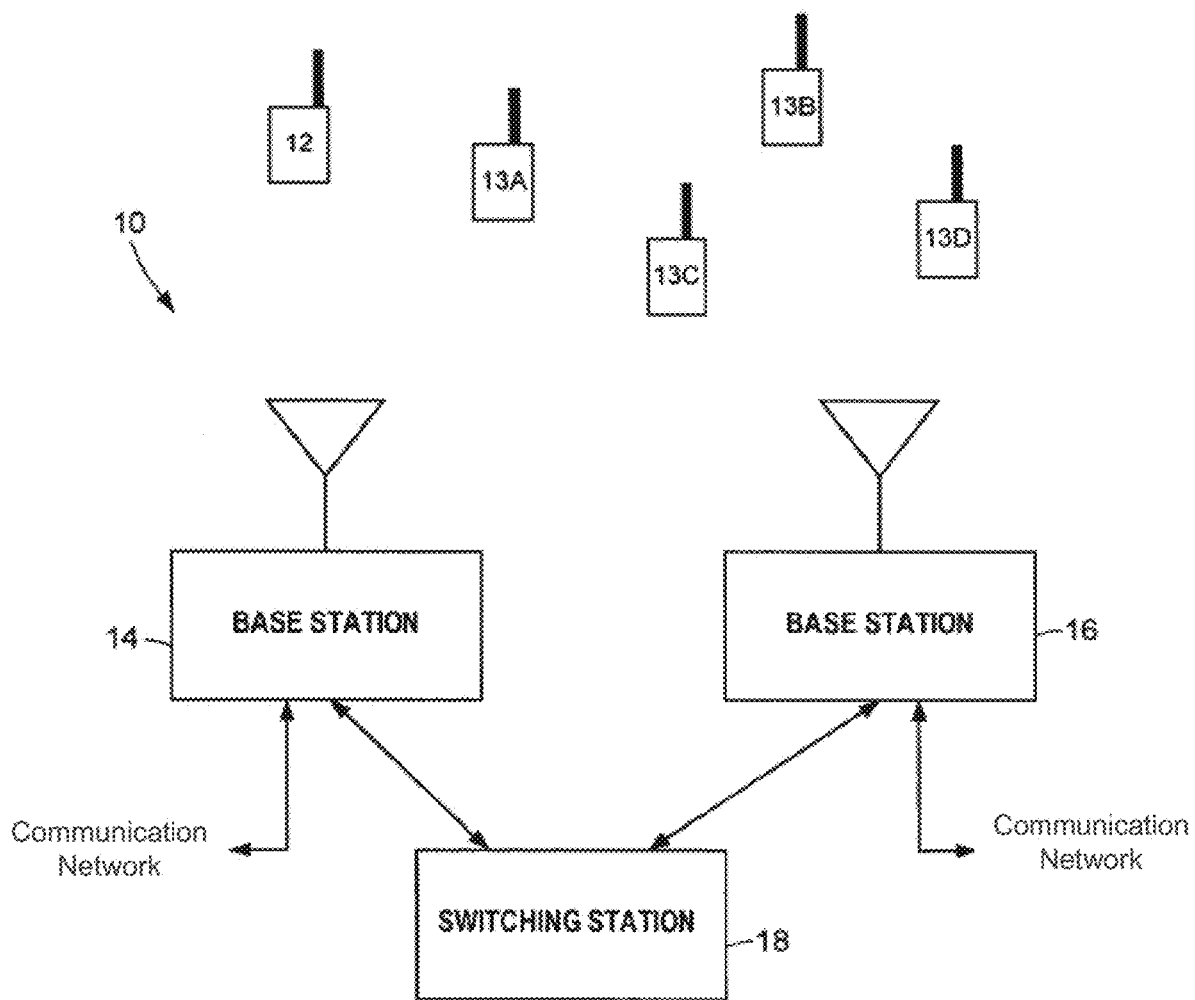 13B
12
13A
13D
10
13C
BASE STATION
BASE STATION
14
16
Communication
Network
Communication
Network
SWITCHING STATION
18